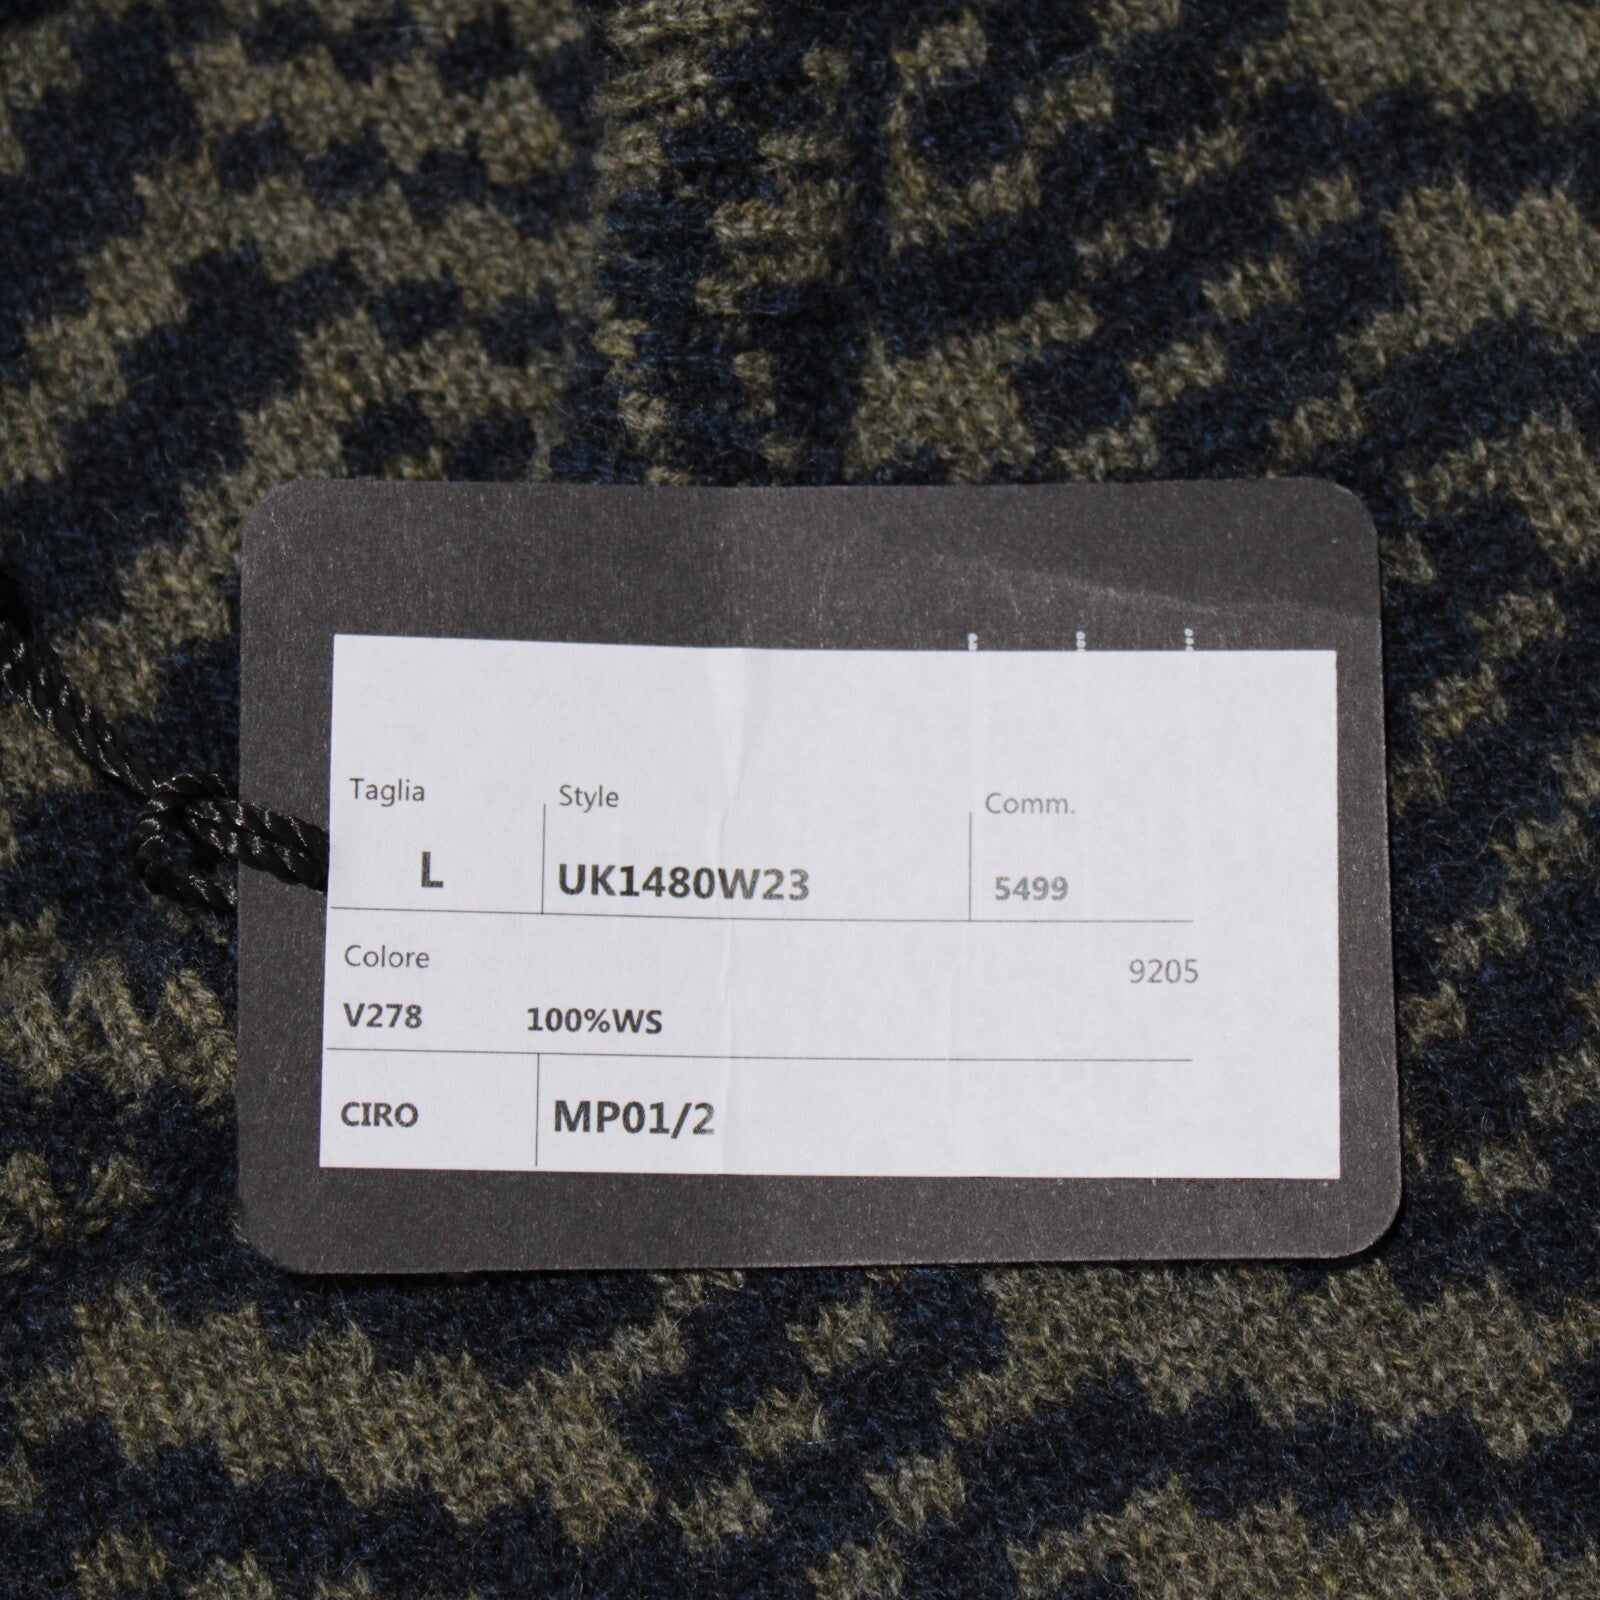 Taglia Style Comm.
L UK1480W23 5499
Colore 9205
V278 100%WS
CIRO MP01/2